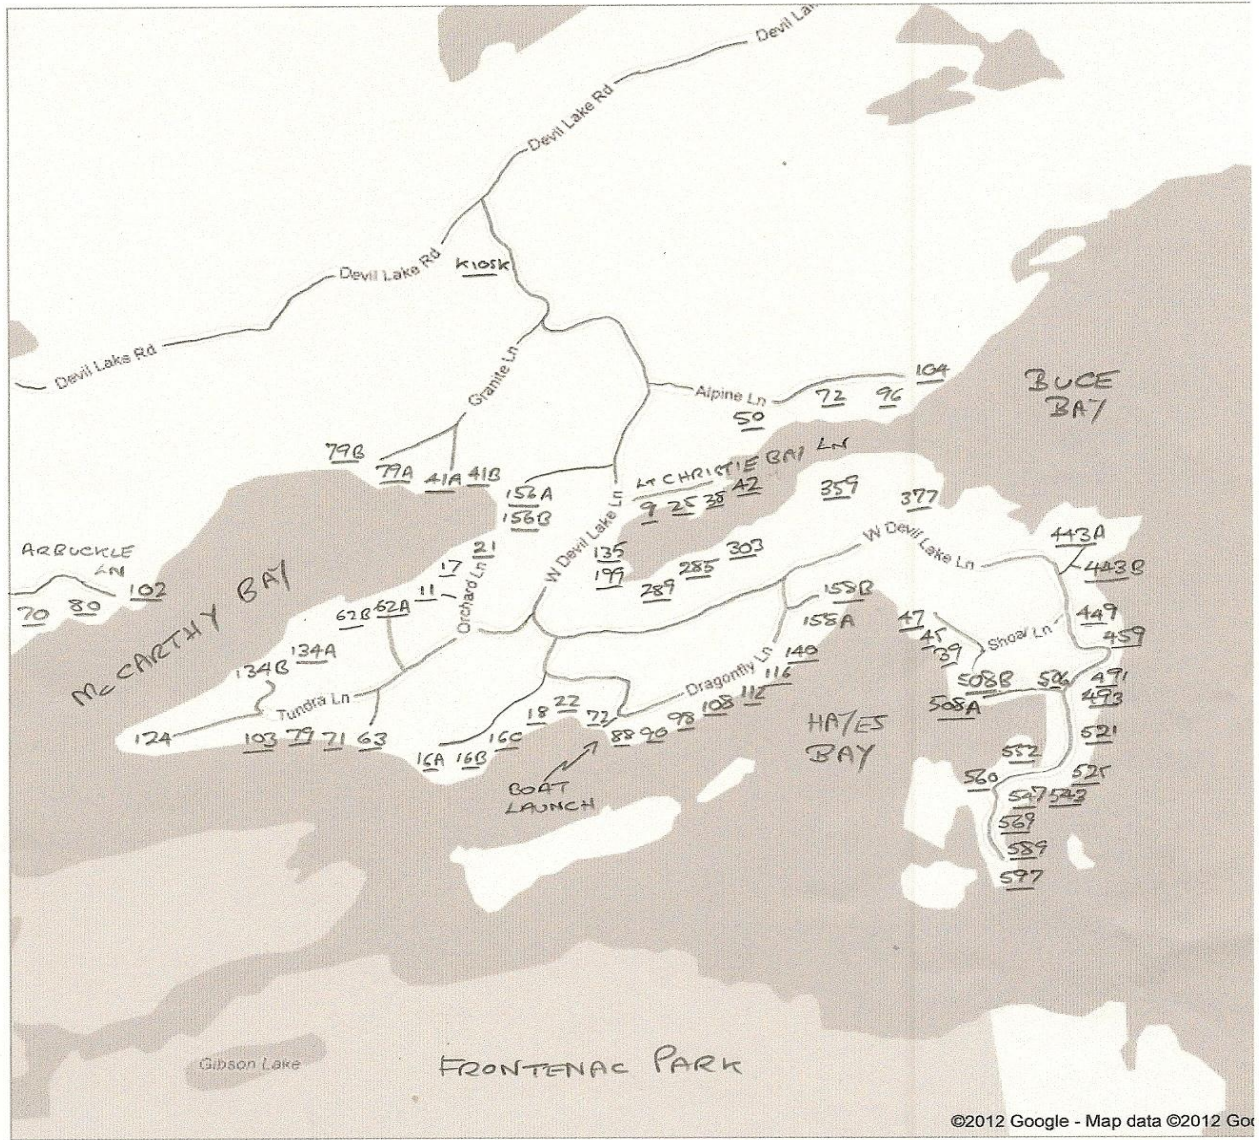 Devil La
Devil Lake Rd
Devil Lake Rd
KIOSK
Devil Lake Rd
Granite Ln
Alpine Ln
104
72
96
50
BUCE
BAY
79B
79A
41A
41B
156A
156B
LT CHRISTIE BAY LN
9
25
38
42
359
377
W Devil Lake Ln
W Devil Lake Ln
443A
443B
ARBUCKLE
LN
102
80
70
McCARTHY BAY
21
17
11
Orchard Ln
135
199
303
285
289
62B
62A
158B
158A
47
45
139
Shoal Ln
449
459
134A
134B
Tundra Ln
124
103
79
71
63
140
116
112
108
98
90
88
72
Dragonfly Ln
22
18
16C
16B
16A
BOAT
LAUNCH
HAYES
BAY
508B
508A
506
491
493
521
552
560
525
547
543
569
589
597
Gibson Lake
FRONTENAC PARK
©2012 Google - Map data ©2012 Goo